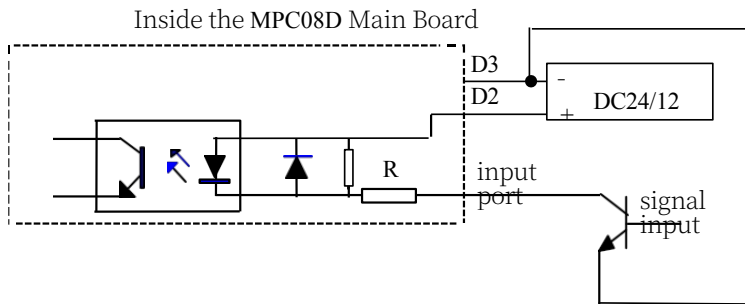 Inside the MPC08D Main Board
D3
-
D2
DC24/12
+
R
input
port
signal
input